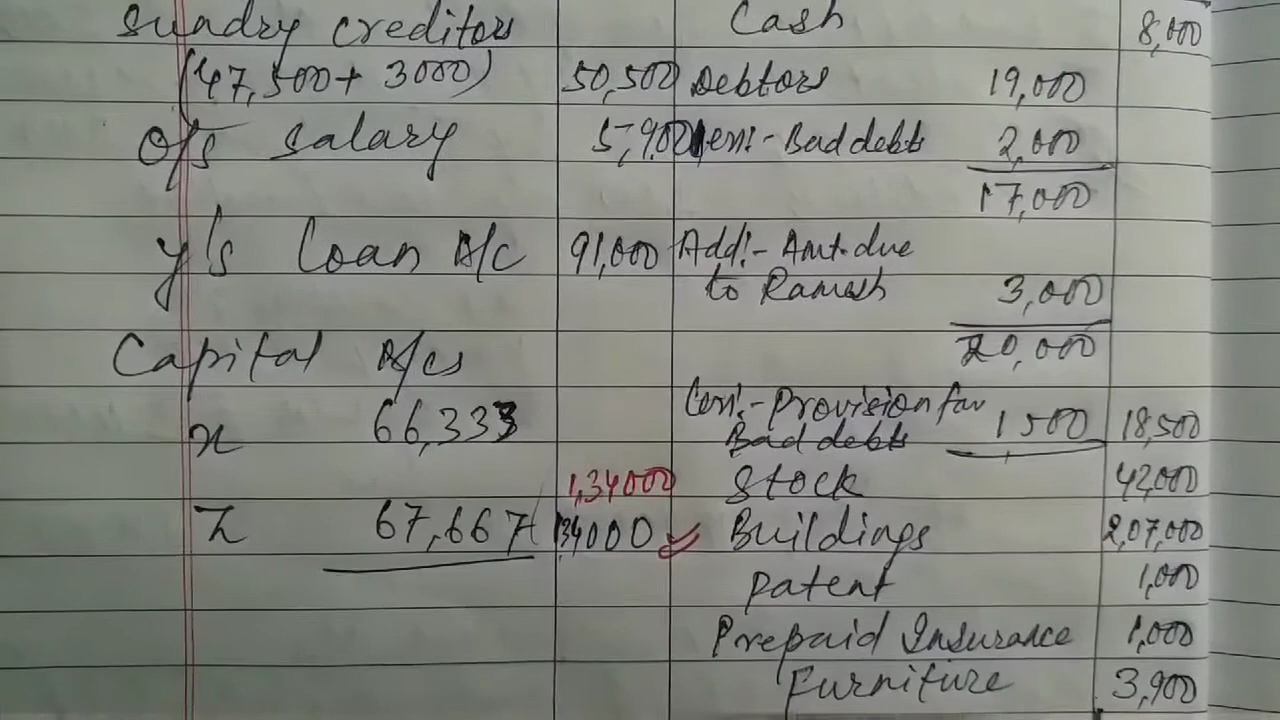 Sundry creditors Cash 8,000
(47,500+ 3000) 50,500 Debtors 19,000
O/s salary 5,900 Less:- Bad debt 2,000
17,000
y's Loan A/c 91,000 Add:- Amt. due
to Ramesh 3,000
20,000
Capital A/cs
Less:- Provision for
x 66,333 Bad debts 1500 18,500
1,34000 Stock 42,000
Z 67,667 134000 Buildings 2,07,000
Patent 1,000
Prepaid Insurance 1,000
Furniture 3,900